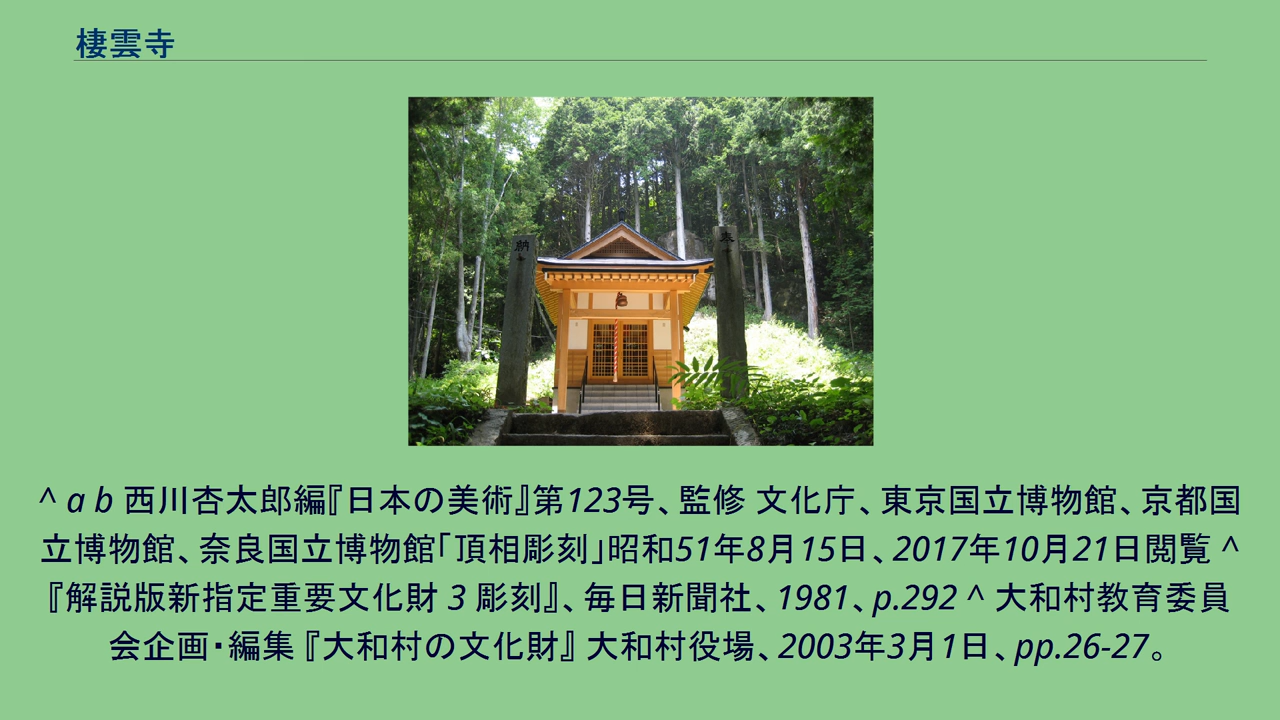 棲雲寺
納
奉
^ a b 西川杏太郎編『日本の美術』第123号、監修 文化庁、東京国立博物館、京都国
立博物館、奈良国立博物館「頂相彫刻」昭和51年8月15日、2017年10月21日閲覧 ^
『解説版新指定重要文化財 3 彫刻』、毎日新聞社、1981、p.292 ^ 大和村教育委員
会企画・編集 『大和村の文化財』 大和村役場、2003年3月1日、pp.26-27。